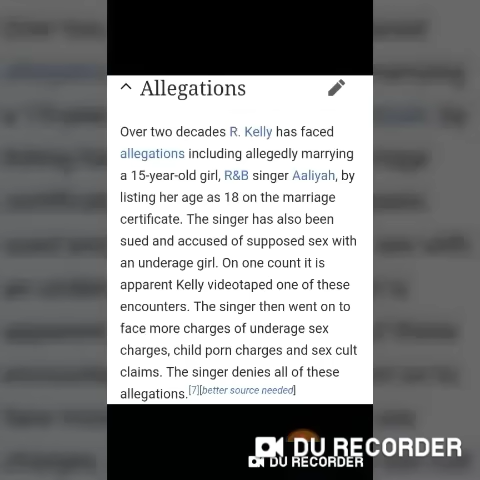 Allegations
Over two decades R. Kelly has faced
allegations including allegedly marrying
a 15-year-old girl, R&B singer Aaliyah, by
listing her age as 18 on the marriage
certificate. The singer has also been
sued and accused of supposed sex with
an underage girl. On one count it is
apparent Kelly videotaped one of these
encounters. The singer then went on to
face more charges of underage sex
charges, child porn charges and sex cult
claims. The singer denies all of these
allegations.[7][better source needed]
DU RECORDER
DU RECORDER